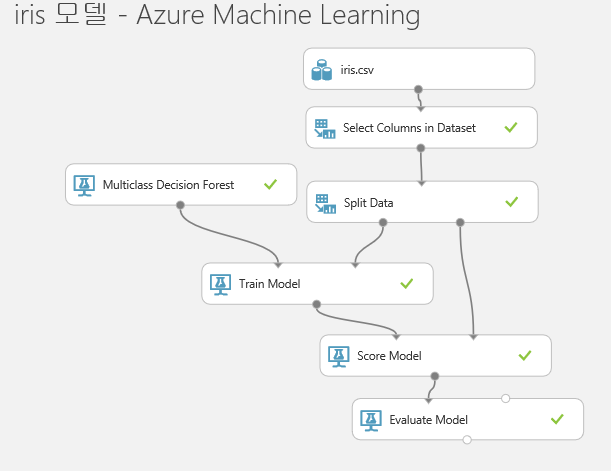 iris 모델 - Azure Machine Learning
iris.csv
Select Columns in Dataset
Multiclass Decision Forest
Split Data
Train Model
Score Model
Evaluate Model